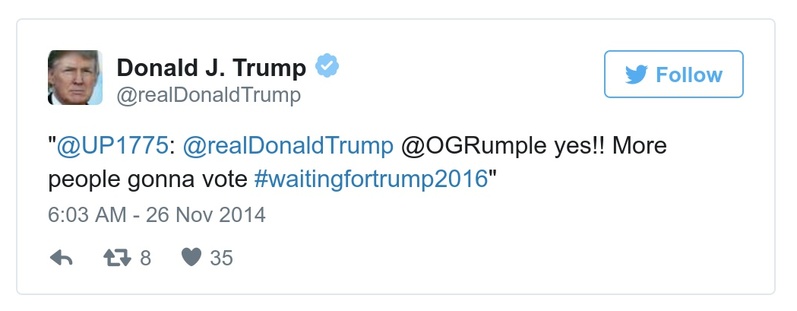 Donald J. Trump
@realDonaldTrump
Follow
"@UP1775: @realDonaldTrump @OGRumple yes!! More
people gonna vote #waitingfortrump2016"
6:03 AM - 26 Nov 2014
8 35